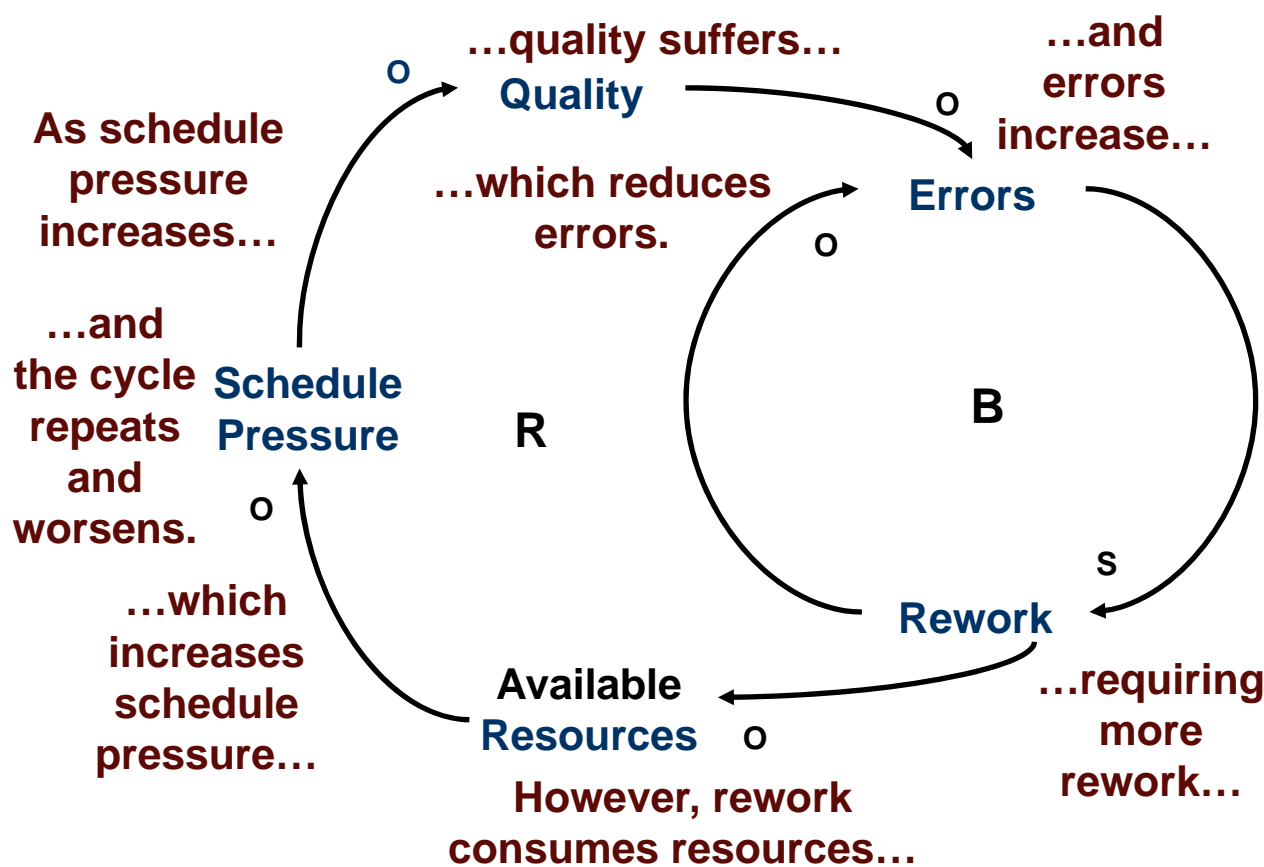 …quality suffers…
O
Quality
…and
errors
increase…
O
As schedule
pressure
increases…
…which reduces
errors.
Errors
O
…and
the cycle
repeats
and
worsens.
Schedule
Pressure
R
B
O
S
…which
increases
schedule
pressure…
Rework
Available
Resources
O
…requiring
more
rework…
However, rework
consumes resources…